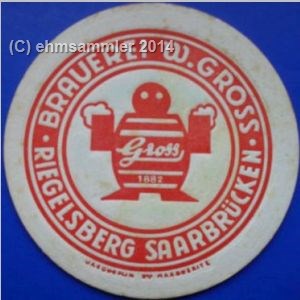 (C) ehmsammler 2014
BRAUEREI W. GROSS
· RIEGELSBERG SAARBRÜCKEN ·
Gross
1882